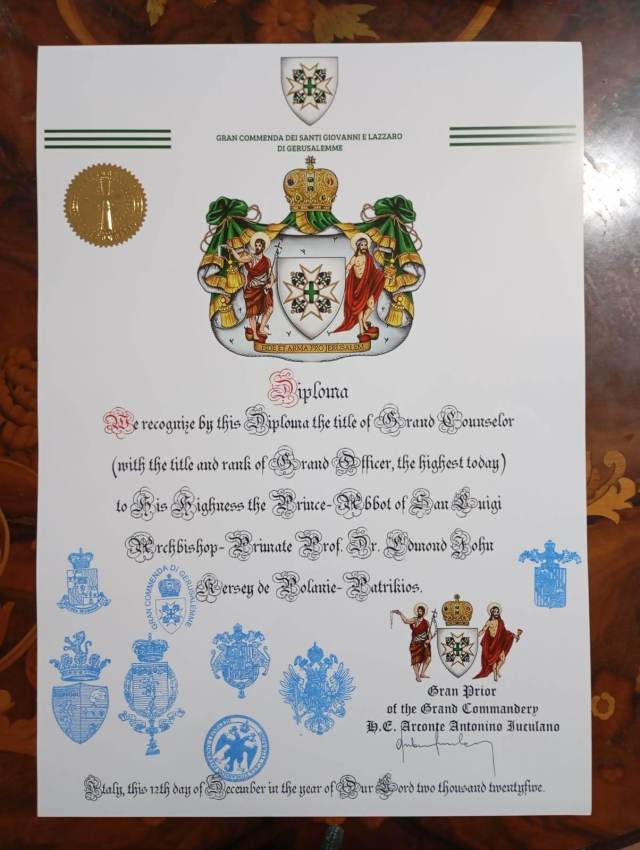 GRAN COMMENDA DEI SANTI GIOVANNI E LAZZARO
DI GERUSALEMME
FIDE ET ARMA PRO JERUSALEM
Diploma
We recognize by this Diploma the title of Grand Counselor
(with the title and rank of Grand Officer, the highest today)
to His Highness the Prince-Abbot of San Luigi
Archbishop- Primate Prof. Dr. Edmond John
Kersey de Polanie-Patrikios.
GRAN COMMENDA DI GERUSALEMME
Gran Prior
of the Grand Commandery
H.E. Arconte Antonino Iuculano
Italy, this 12th day of December in the year of Our Lord two thousand twentyfive.